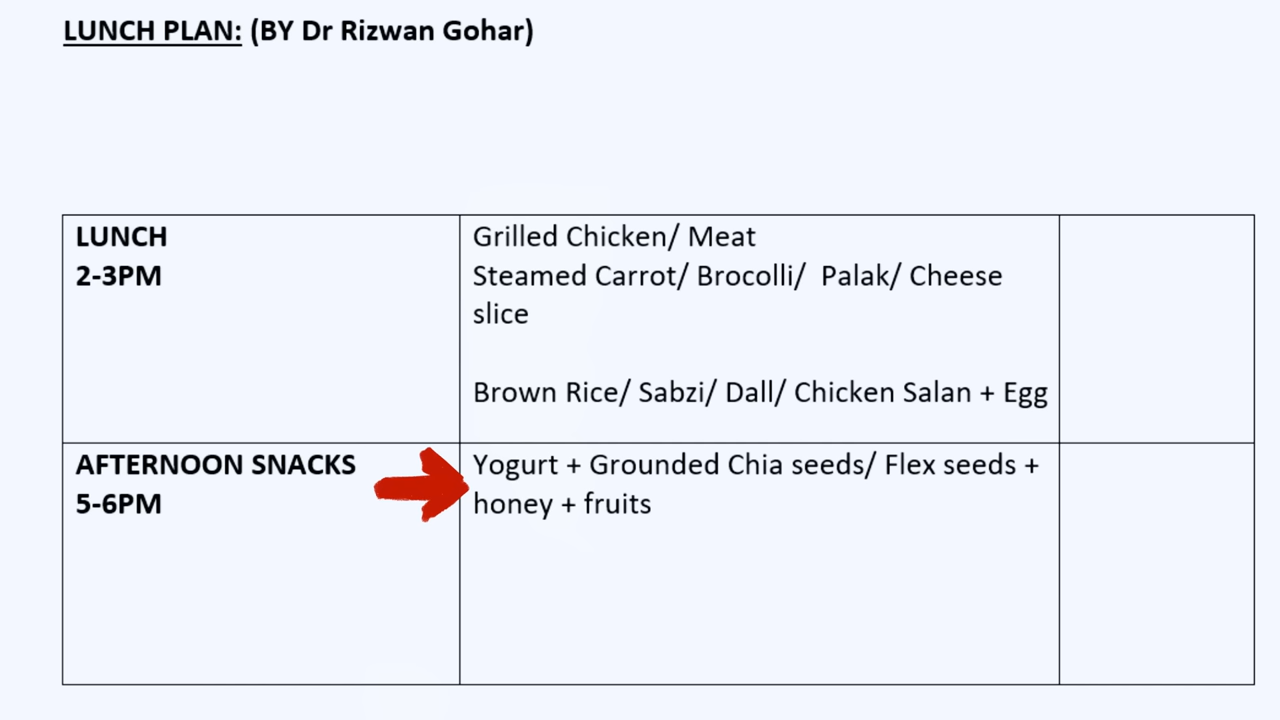 LUNCH PLAN: (BY Dr Rizwan Gohar)
LUNCH
2-3PM
Grilled Chicken/ Meat
Steamed Carrot/ Brocolli/  Palak/ Cheese
slice
Brown Rice/ Sabzi/ Dall/ Chicken Salan + Egg
AFTERNOON SNACKS
5-6PM
Yogurt + Grounded Chia seeds/ Flex seeds +
honey + fruits